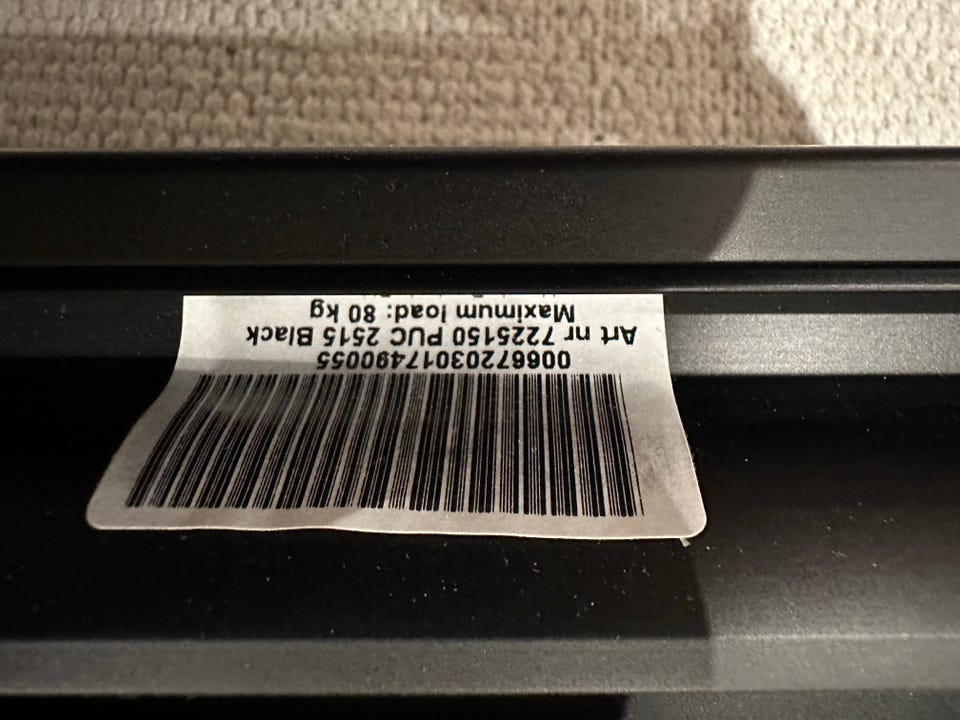 00667203017490055
Art nr 7225150 PUC 2515 Black
Maximum load: 80 kg